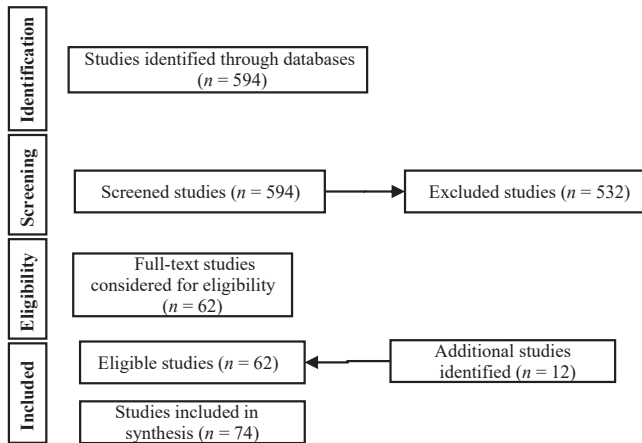 Identification
Studies identified through databases
(n = 594)
Screening
Screened studies (n = 594)
Excluded studies (n = 532)
Eligibility
Full-text studies
considered for eligibility
(n = 62)
Included
Eligible studies (n = 62)
Additional studies
identified (n = 12)
Studies included in
synthesis (n = 74)